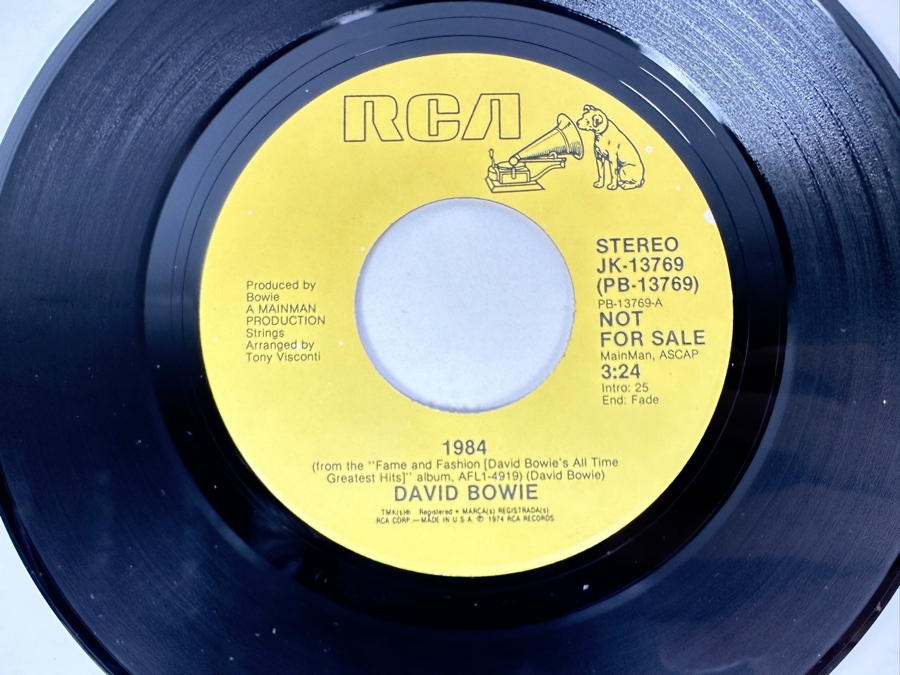 RCA
STEREO
JK-13769
(PB-13769)
PB-13769-A
NOT
FOR SALE
MainMan, ASCAP
3:24
Intro: 25
End: Fade
Produced by
Bowie
A MAINMAN
PRODUCTION
Strings
Arranged by
Tony Visconti
1984
(from the "Fame and Fashion [David Bowie's All Time
Greatest Hits]" album, AFL1-4919) (David Bowie)
DAVID BOWIE
TMK(s)® Registered • MARCA(s) REGISTRADA(s)
RCA CORP.—MADE IN U.S.A. ℗ 1974 RCA RECORDS